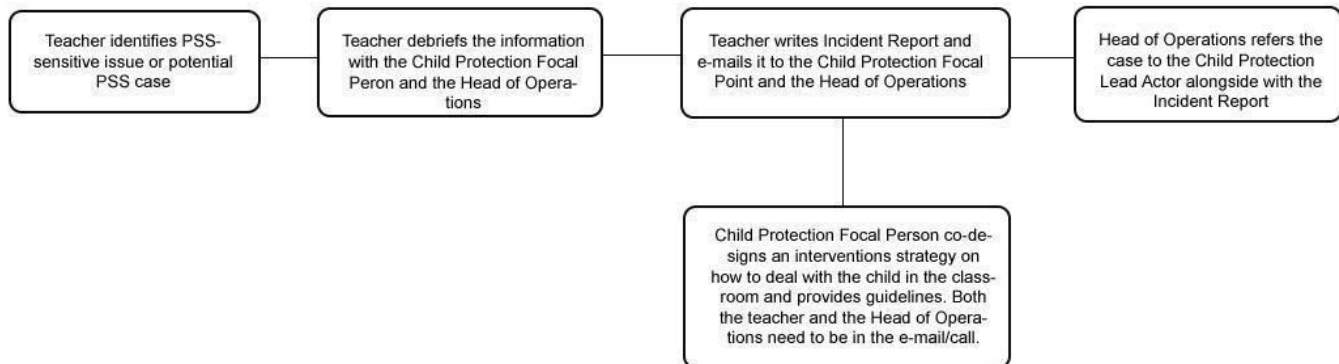 Teacher identifies PSS-
sensitive issue or potential
PSS case
Teacher debriefs the information
with the Child Protection Focal
Peron and the Head of Opera-
tions
Teacher writes Incident Report and
e-mails it to the Child Protection Focal
Point and the Head of Operations
Head of Operations refers the
case to the Child Protection
Lead Actor alongside with the
Incident Report
Child Protection Focal Person co-de-
signs an interventions strategy on
how to deal with the child in the class-
room and provides guidelines. Both
the teacher and the Head of Opera-
tions need to be in the e-mail/call.